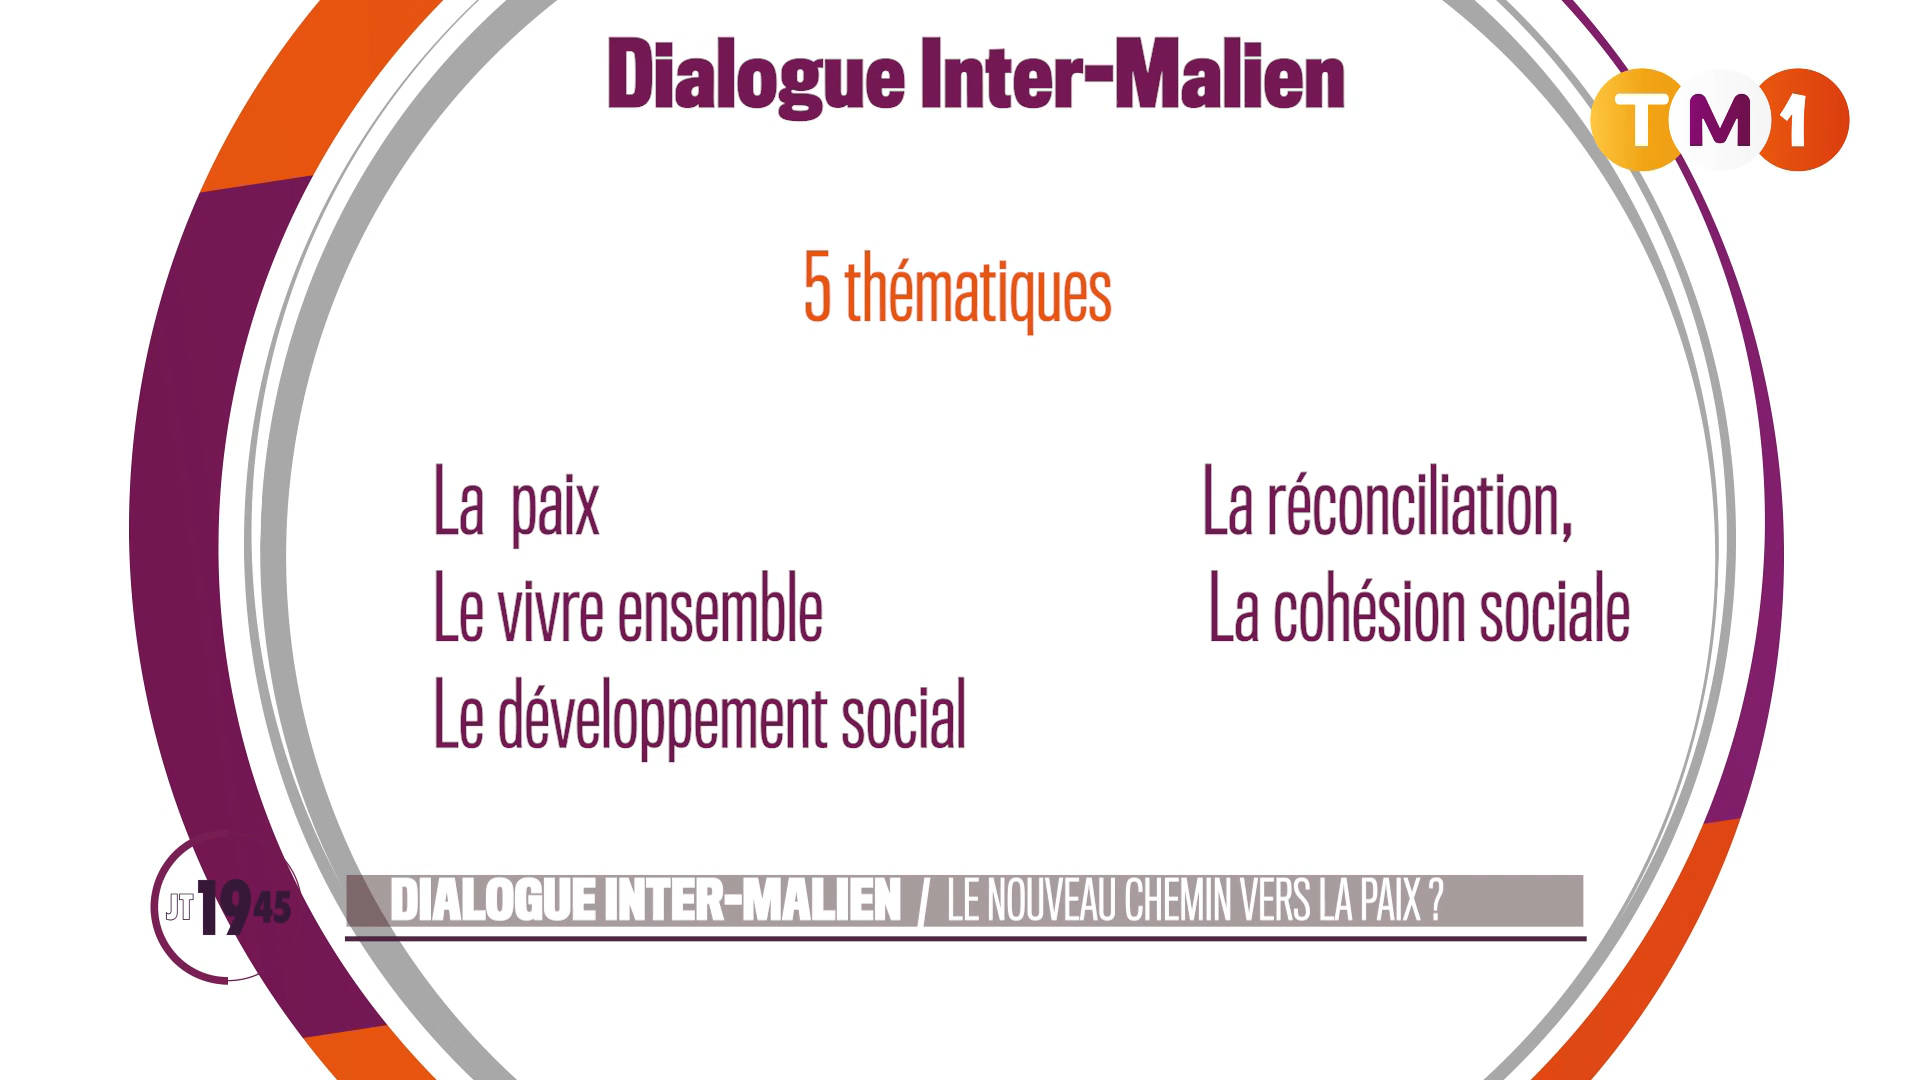 Dialogue Inter-Malien
TM1
5 thématiques
La paix
Le vivre ensemble
Le développement social
La réconciliation,
La cohésion sociale
JT 19 45
DIALOGUE INTER-MALIEN / LE NOUVEAU CHEMIN VERS LA PAIX ?